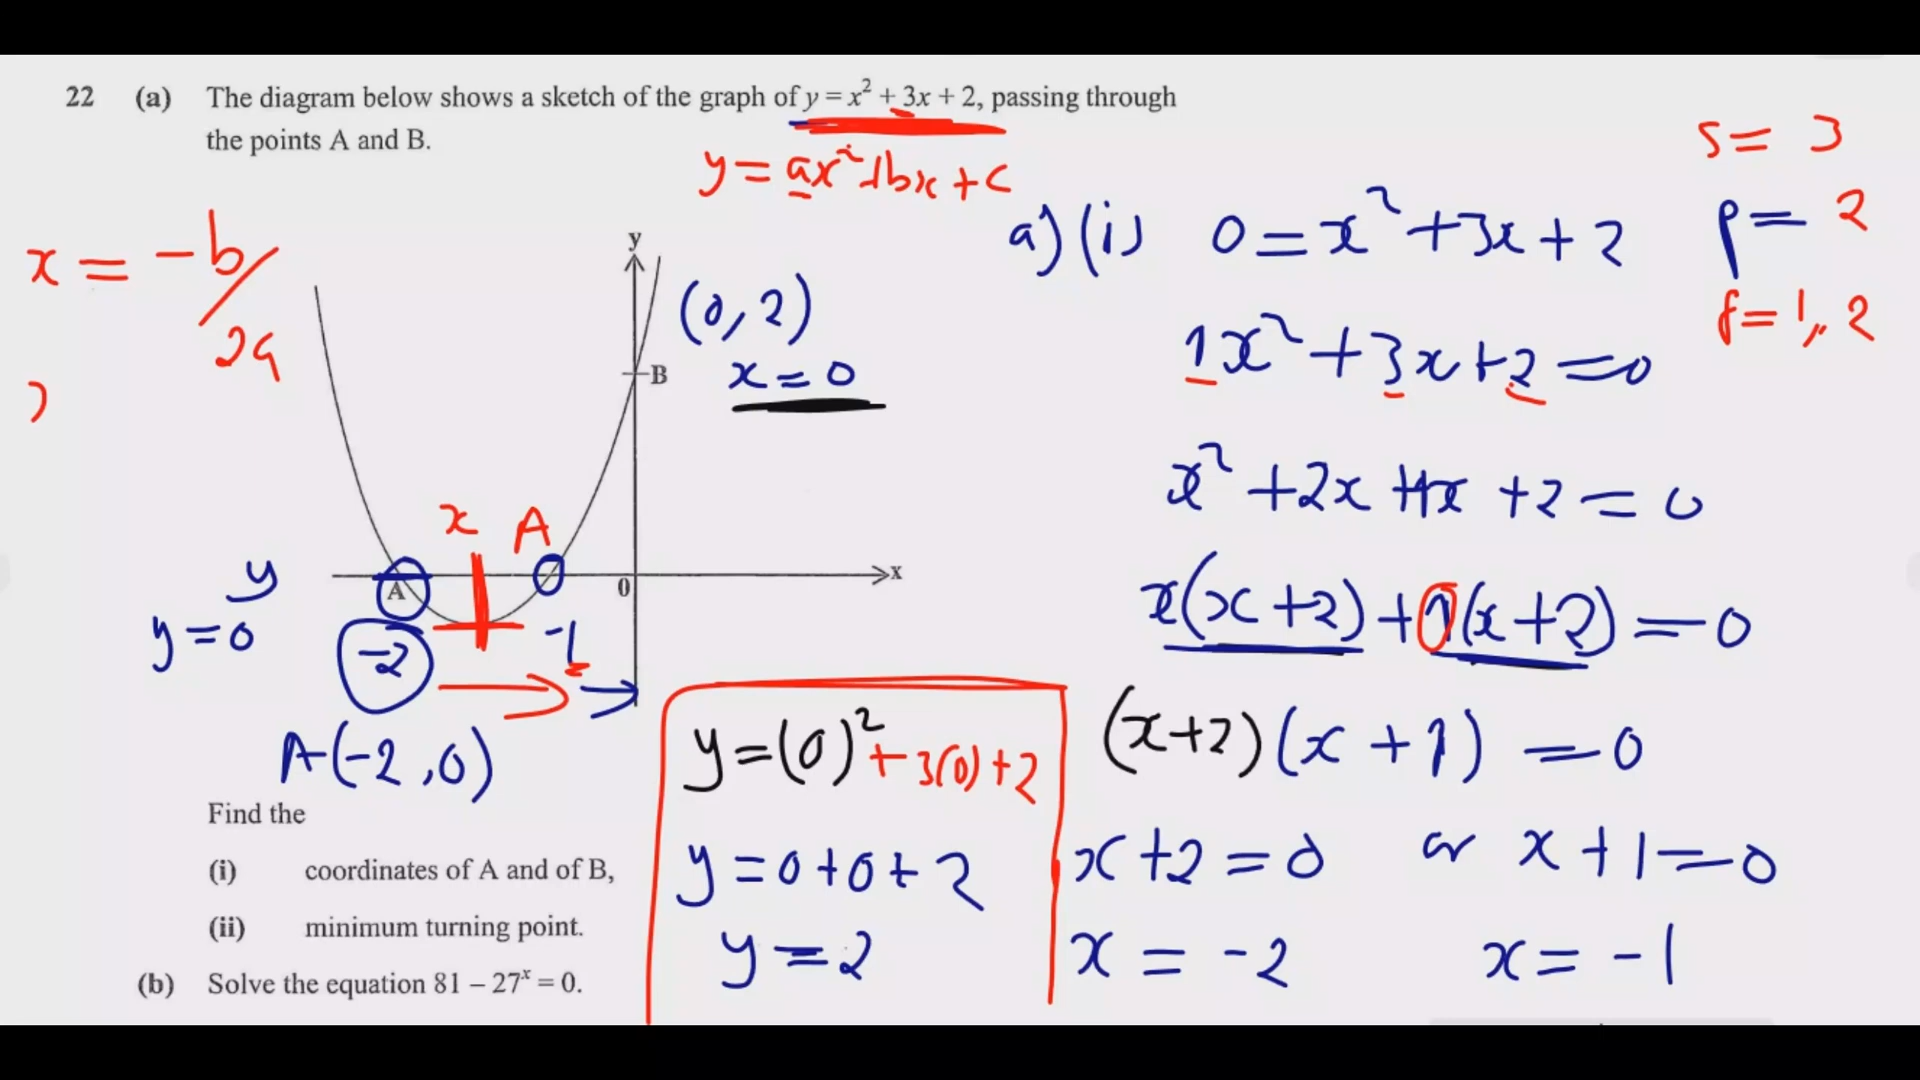 22 (a) The diagram below shows a sketch of the graph of y = x² + 3x + 2, passing through
the points A and B.
y = ax² + bx + c
s = 3
p = 2
f = 1, 2
x = -b/2a
y
(0, 2)
B
x = 0
x A
A
0
x
y
y = 0
-2
-1
A(-2, 0)
a) (i) 0 = x² + 3x + 2
1x² + 3x + 2 = 0
x² + 2x + 1x + 2 = 0
x(x + 2) + 1(x + 2) = 0
(x+2)(x + 1) = 0
x + 2 = 0 or x + 1 = 0
x = -2 x = -1
y = (0)² + 3(0) + 2
y = 0 + 0 + 2
y = 2
Find the
(i) coordinates of A and of B,
(ii) minimum turning point.
(b) Solve the equation 81 – 27ˣ = 0.